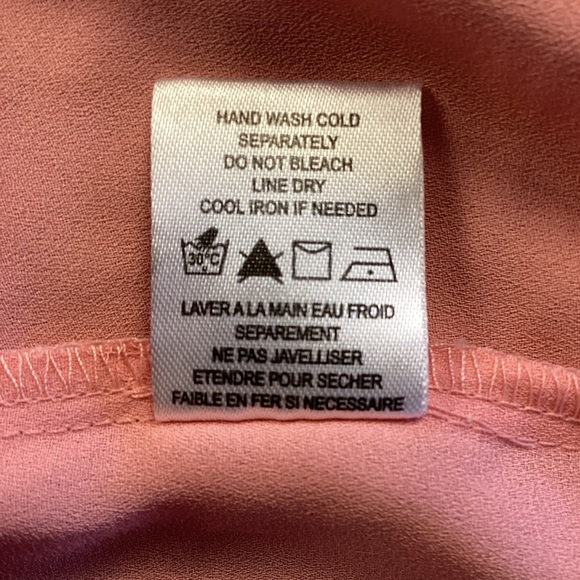 HAND WASH COLD
SEPARATELY
DO NOT BLEACH
LINE DRY
COOL IRON IF NEEDED
30°C
LAVER A LA MAIN EAU FROID
SEPAREMENT
NE PAS JAVELLISER
ETENDRE POUR SECHER
FAIBLE EN FER SI NECESSAIRE